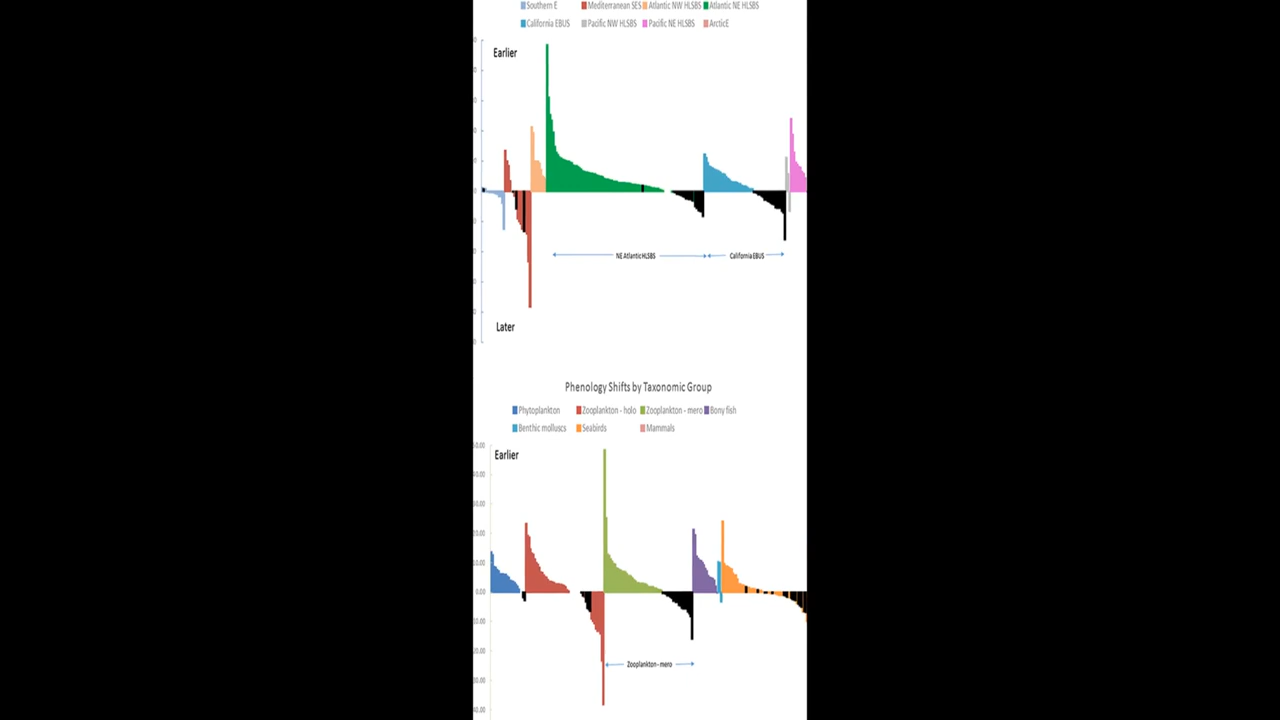 Southern E Mediterranean SES Atlantic NW HLSBS Atlantic NE HLSBS
California EBUS Pacific NW HLSBS Pacific NE HLSBS ArcticE
Earlier
NE Atlantic HLSBS California EBUS
Later
Phenology Shifts by Taxonomic Group
Phytoplankton Zooplankton - holo Zooplankton - mero Bony fish
Benthic molluscs Seabirds Mammals
Earlier
0.00
Zooplankton - mero